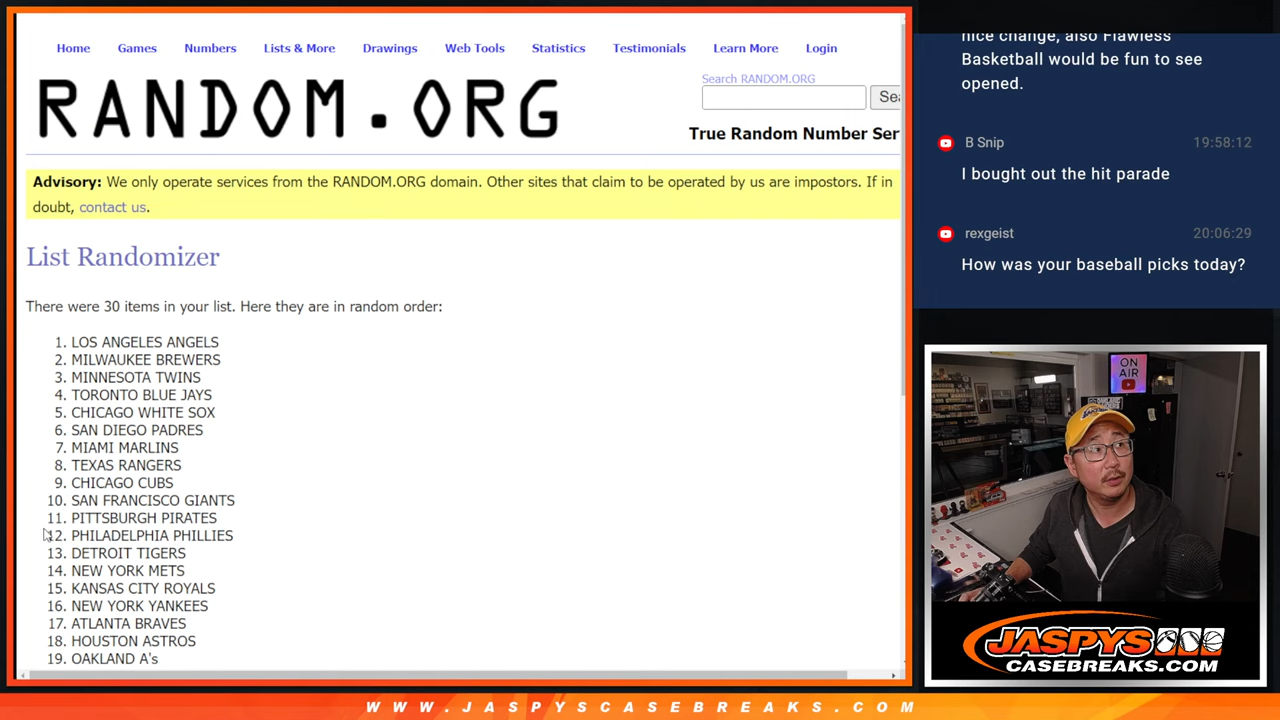 Home Games Numbers Lists & More Drawings Web Tools Statistics Testimonials Learn More Login
RANDOM.ORG
Search RANDOM.ORG
Sea
True Random Number Ser
Advisory: We only operate services from the RANDOM.ORG domain. Other sites that claim to be operated by us are impostors. If in
doubt, contact us.
List Randomizer
There were 30 items in your list. Here they are in random order:
1. LOS ANGELES ANGELS
2. MILWAUKEE BREWERS
3. MINNESOTA TWINS
4. TORONTO BLUE JAYS
5. CHICAGO WHITE SOX
6. SAN DIEGO PADRES
7. MIAMI MARLINS
8. TEXAS RANGERS
9. CHICAGO CUBS
10. SAN FRANCISCO GIANTS
11. PITTSBURGH PIRATES
12. PHILADELPHIA PHILLIES
13. DETROIT TIGERS
14. NEW YORK METS
15. KANSAS CITY ROYALS
16. NEW YORK YANKEES
17. ATLANTA BRAVES
18. HOUSTON ASTROS
19. OAKLAND A's
nice change, also Flawless
Basketball would be fun to see
opened.
B Snip 19:58:12
I bought out the hit parade
rexgeist 20:06:29
How was your baseball picks today?
ON
AIR
JASPYS
CASEBREAKS.COM
WWW.JASPYSCASEBREAKS.COM